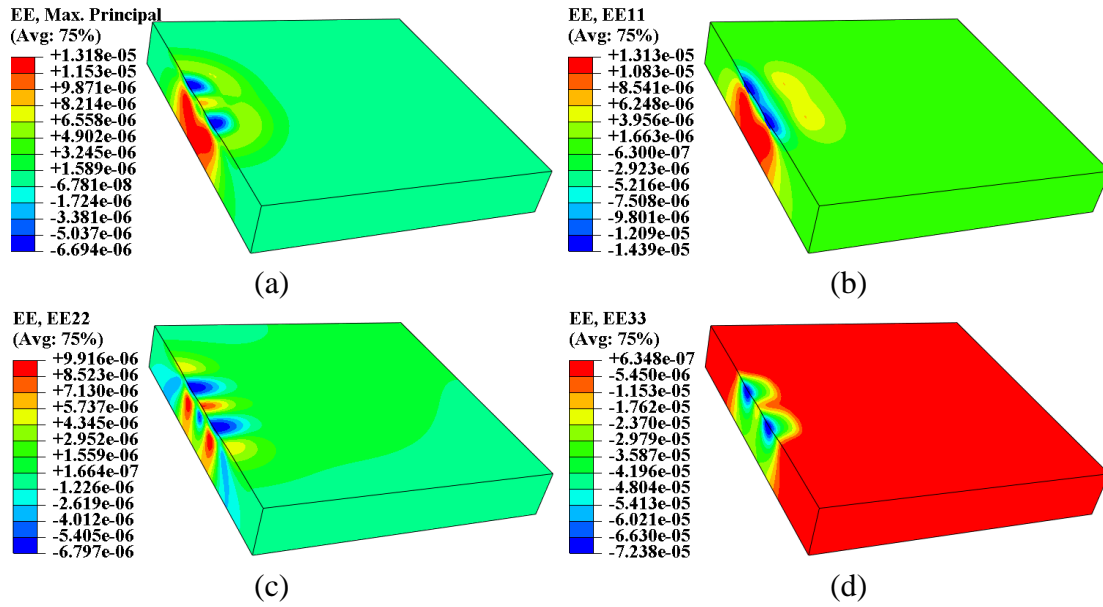 EE, Max. Principal
(Avg: 75%)
+1.318e-05
+1.153e-05
+9.871e-06
+8.214e-06
+6.558e-06
+4.902e-06
+3.245e-06
+1.589e-06
-6.781e-08
-1.724e-06
-3.381e-06
-5.037e-06
-6.694e-06
(a)
EE, EE11
(Avg: 75%)
+1.313e-05
+1.083e-05
+8.541e-06
+6.248e-06
+3.956e-06
+1.663e-06
-6.300e-07
-2.923e-06
-5.216e-06
-7.508e-06
-9.801e-06
-1.209e-05
-1.439e-05
(b)
EE, EE22
(Avg: 75%)
+9.916e-06
+8.523e-06
+7.130e-06
+5.737e-06
+4.345e-06
+2.952e-06
+1.559e-06
+1.664e-07
-1.226e-06
-2.619e-06
-4.012e-06
-5.405e-06
-6.797e-06
(c)
EE, EE33
(Avg: 75%)
+6.348e-07
-5.450e-06
-1.153e-05
-1.762e-05
-2.370e-05
-2.979e-05
-3.587e-05
-4.196e-05
-4.804e-05
-5.413e-05
-6.021e-05
-6.630e-05
-7.238e-05
(d)